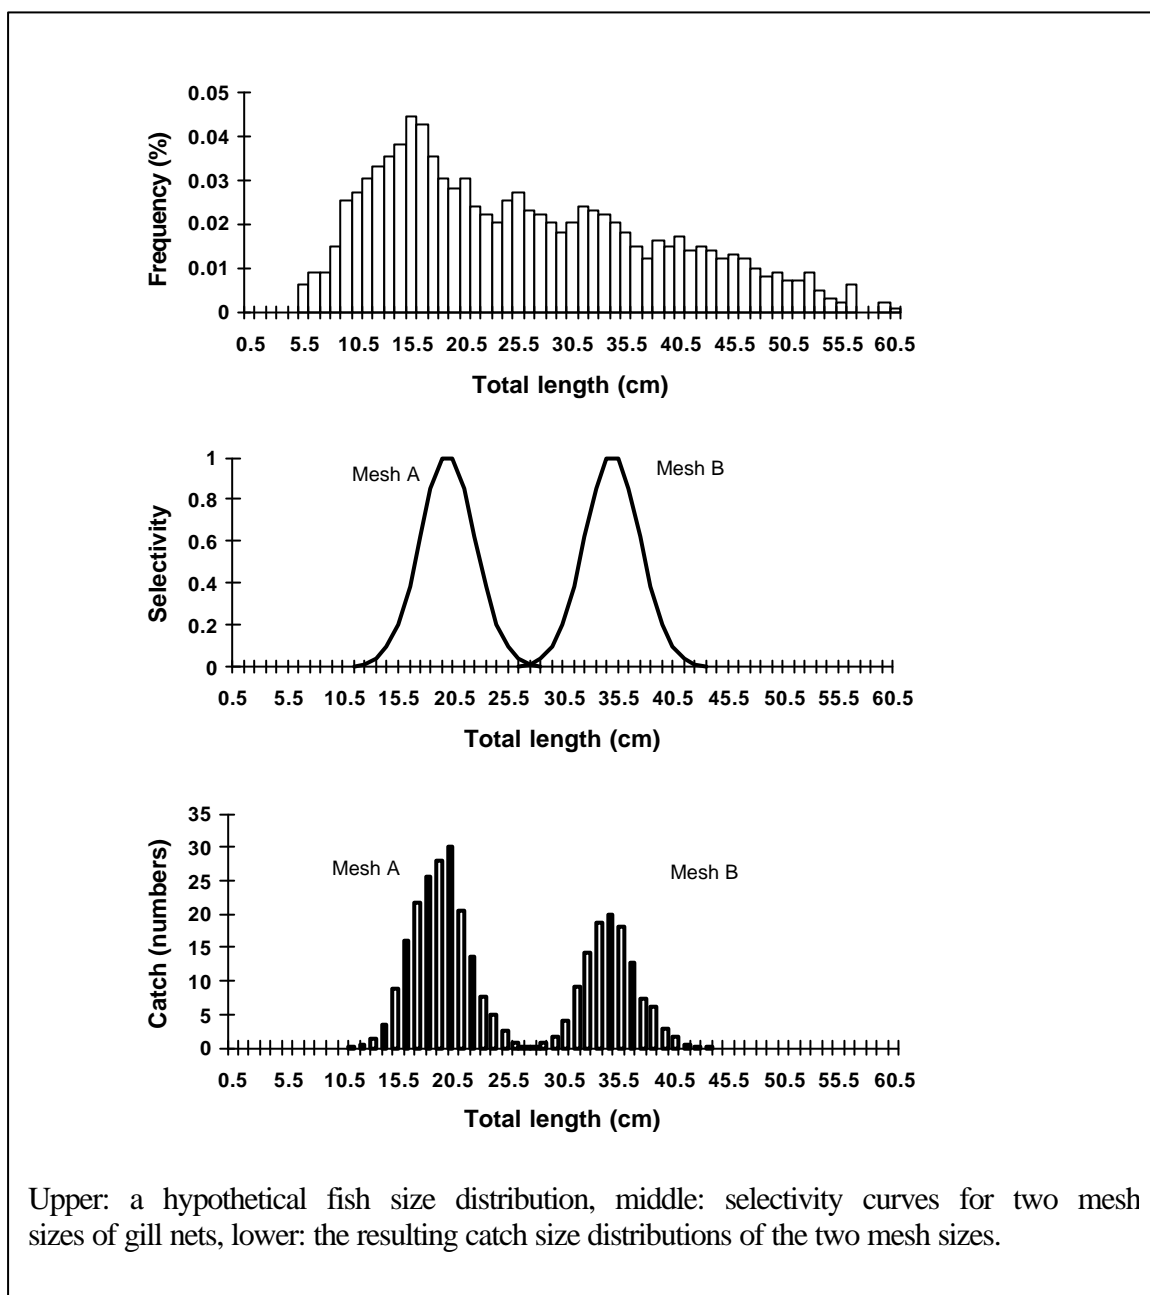 0.05
0.04
0.03
0.02
0.01
0
Frequency (%)
0.5 5.5 10.5 15.5 20.5 25.5 30.5 35.5 40.5 45.5 50.5 55.5 60.5
Total length (cm)
1
0.8
0.6
0.4
0.2
0
Selectivity
Mesh A
Mesh B
0.5 5.5 10.5 15.5 20.5 25.5 30.5 35.5 40.5 45.5 50.5 55.5 60.5
Total length (cm)
35
30
25
20
15
10
5
0
Catch (numbers)
Mesh A
Mesh B
0.5 5.5 10.5 15.5 20.5 25.5 30.5 35.5 40.5 45.5 50.5 55.5 60.5
Total length (cm)
Upper: a hypothetical fish size distribution, middle: selectivity curves for two mesh
sizes of gill nets, lower: the resulting catch size distributions of the two mesh sizes.